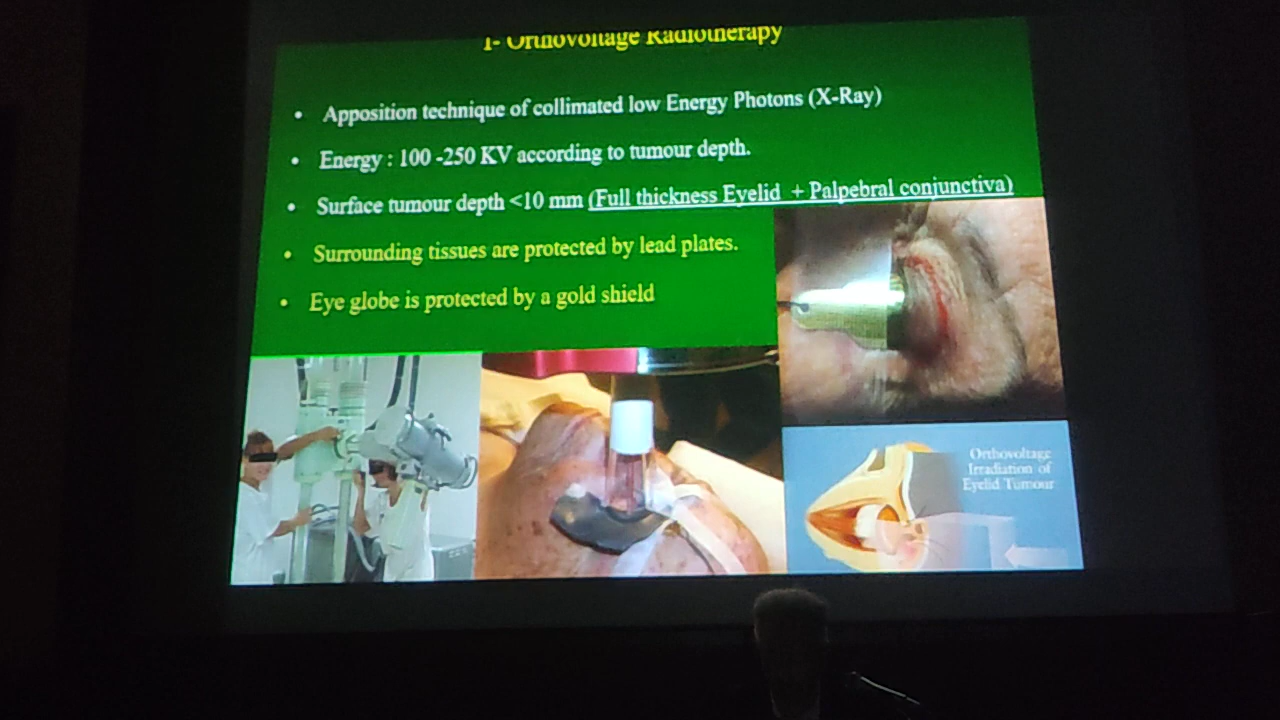 1- Orthovoltage Radiotherapy
• Apposition technique of collimated low Energy Photons (X-Ray)
• Energy : 100 -250 KV according to tumour depth.
• Surface tumour depth <10 mm (Full thickness Eyelid + Palpebral conjunctiva)
• Surrounding tissues are protected by lead plates.
• Eye globe is protected by a gold shield
Orthovoltage
Irradiation of
Eyelid Tumour